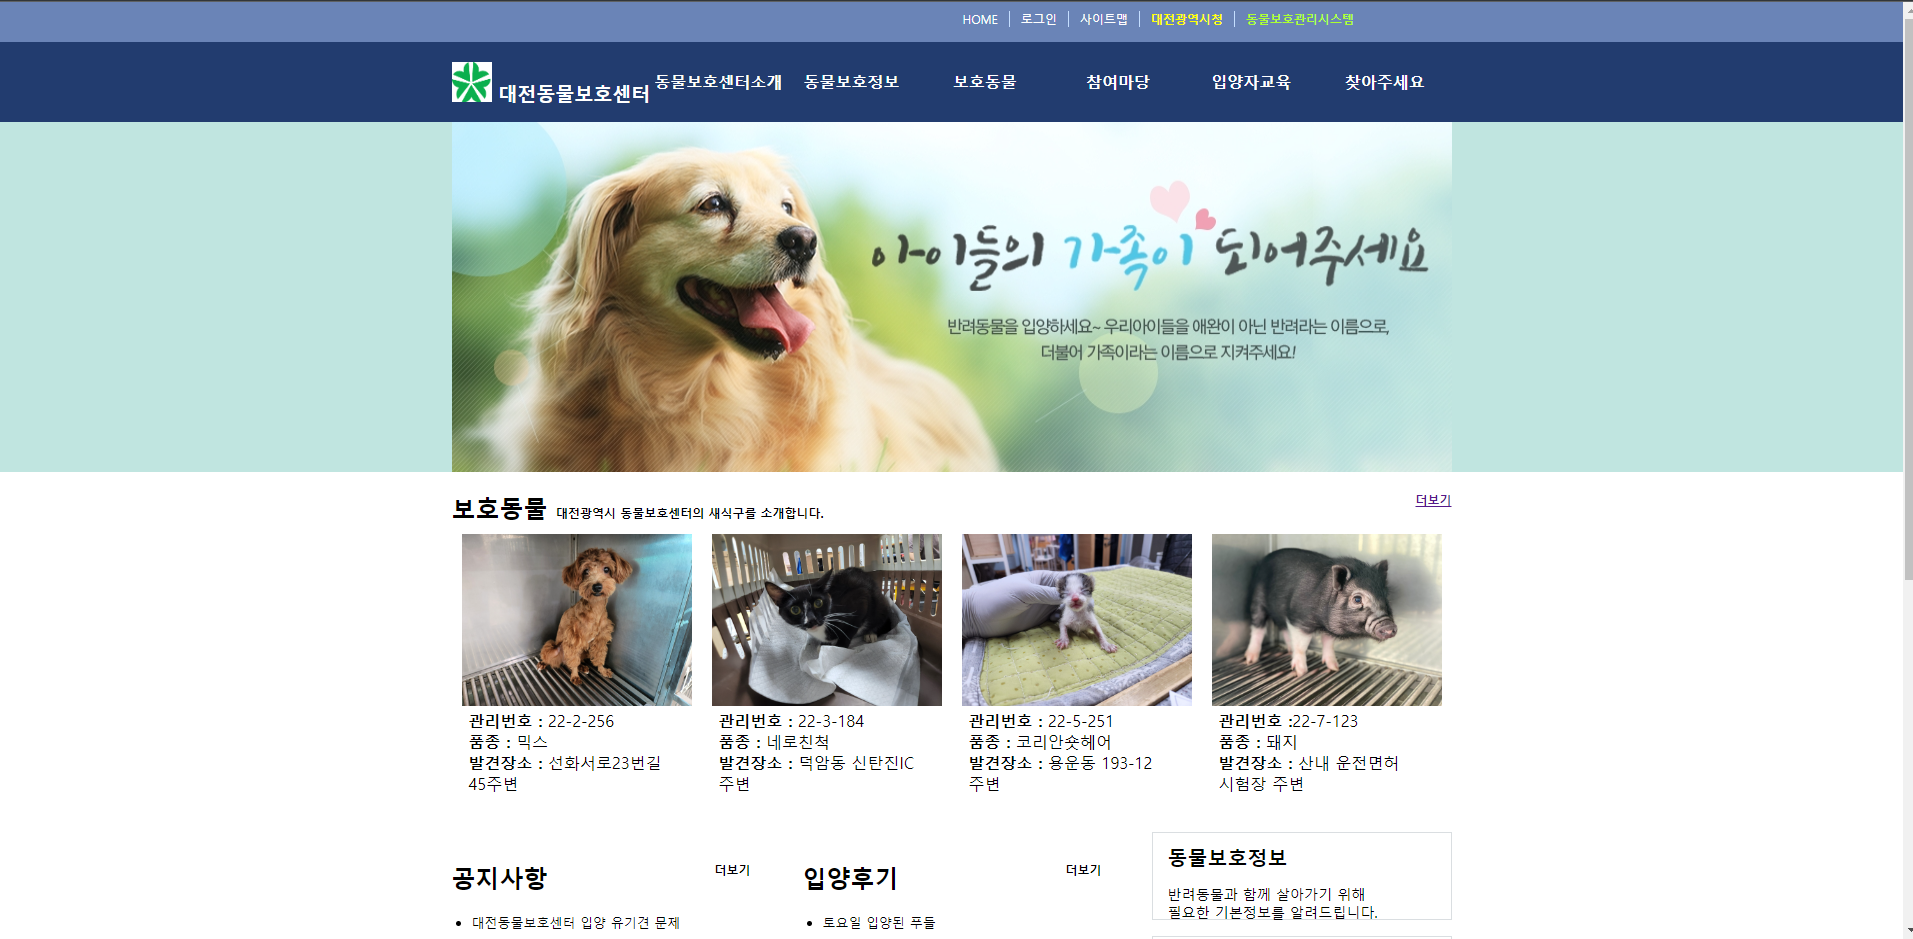 HOME 로그인 사이트맵 대전광역시청 동물보호관리시스템
대전동물보호센터 동물보호센터소개 동물보호정보 보호동물 참여마당 입양자교육 찾아주세요
아이들의 가족이 되어주세요
반려동물을 입양하세요~ 우리아이들을 애완이 아닌 반려라는 이름으로,
더불어 가족이라는 이름으로 지켜주세요!
보호동물 대전광역시 동물보호센터의 새식구를 소개합니다. 더보기
관리번호 : 22-2-256
품종 : 믹스
발견장소 : 선화서로23번길
45주변
관리번호 : 22-3-184
품종 : 네로친척
발견장소 : 덕암동 신탄진IC
주변
관리번호 : 22-5-251
품종 : 코리안숏헤어
발견장소 : 용운동 193-12
주변
관리번호 :22-7-123
품종 : 돼지
발견장소 : 산내 운전면허
시험장 주변
공지사항 더보기
대전동물보호센터 입양 유기견 문제
입양후기 더보기
토요일 입양된 푸들
동물보호정보
반려동물과 함께 살아가기 위해
필요한 기본정보를 알려드립니다.